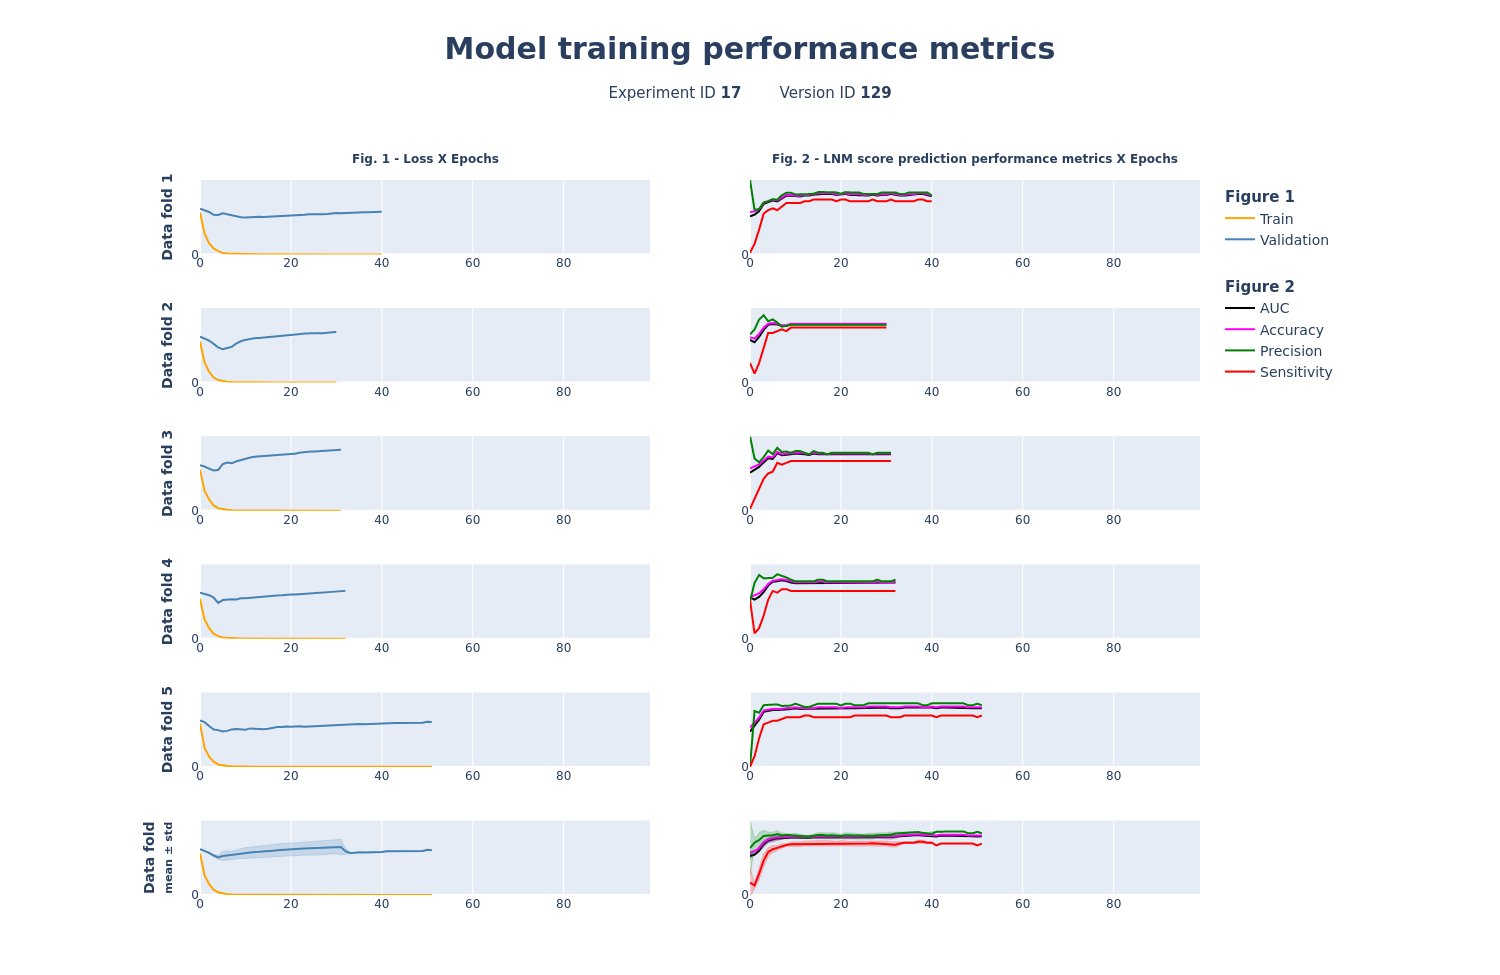 Model training performance metrics
Experiment ID 17 Version ID 129
Fig. 1 - Loss X Epochs
Fig. 2 - LNM score prediction performance metrics X Epochs
Data fold 1
0
0 20 40 60 80
0
0 20 40 60 80
Data fold 2
0
0 20 40 60 80
0
0 20 40 60 80
Data fold 3
0
0 20 40 60 80
0
0 20 40 60 80
Data fold 4
0
0 20 40 60 80
0
0 20 40 60 80
Data fold 5
0
0 20 40 60 80
0
0 20 40 60 80
Data fold
mean ± std
0
0 20 40 60 80
0
0 20 40 60 80
Figure 1
Train
Validation
Figure 2
AUC
Accuracy
Precision
Sensitivity